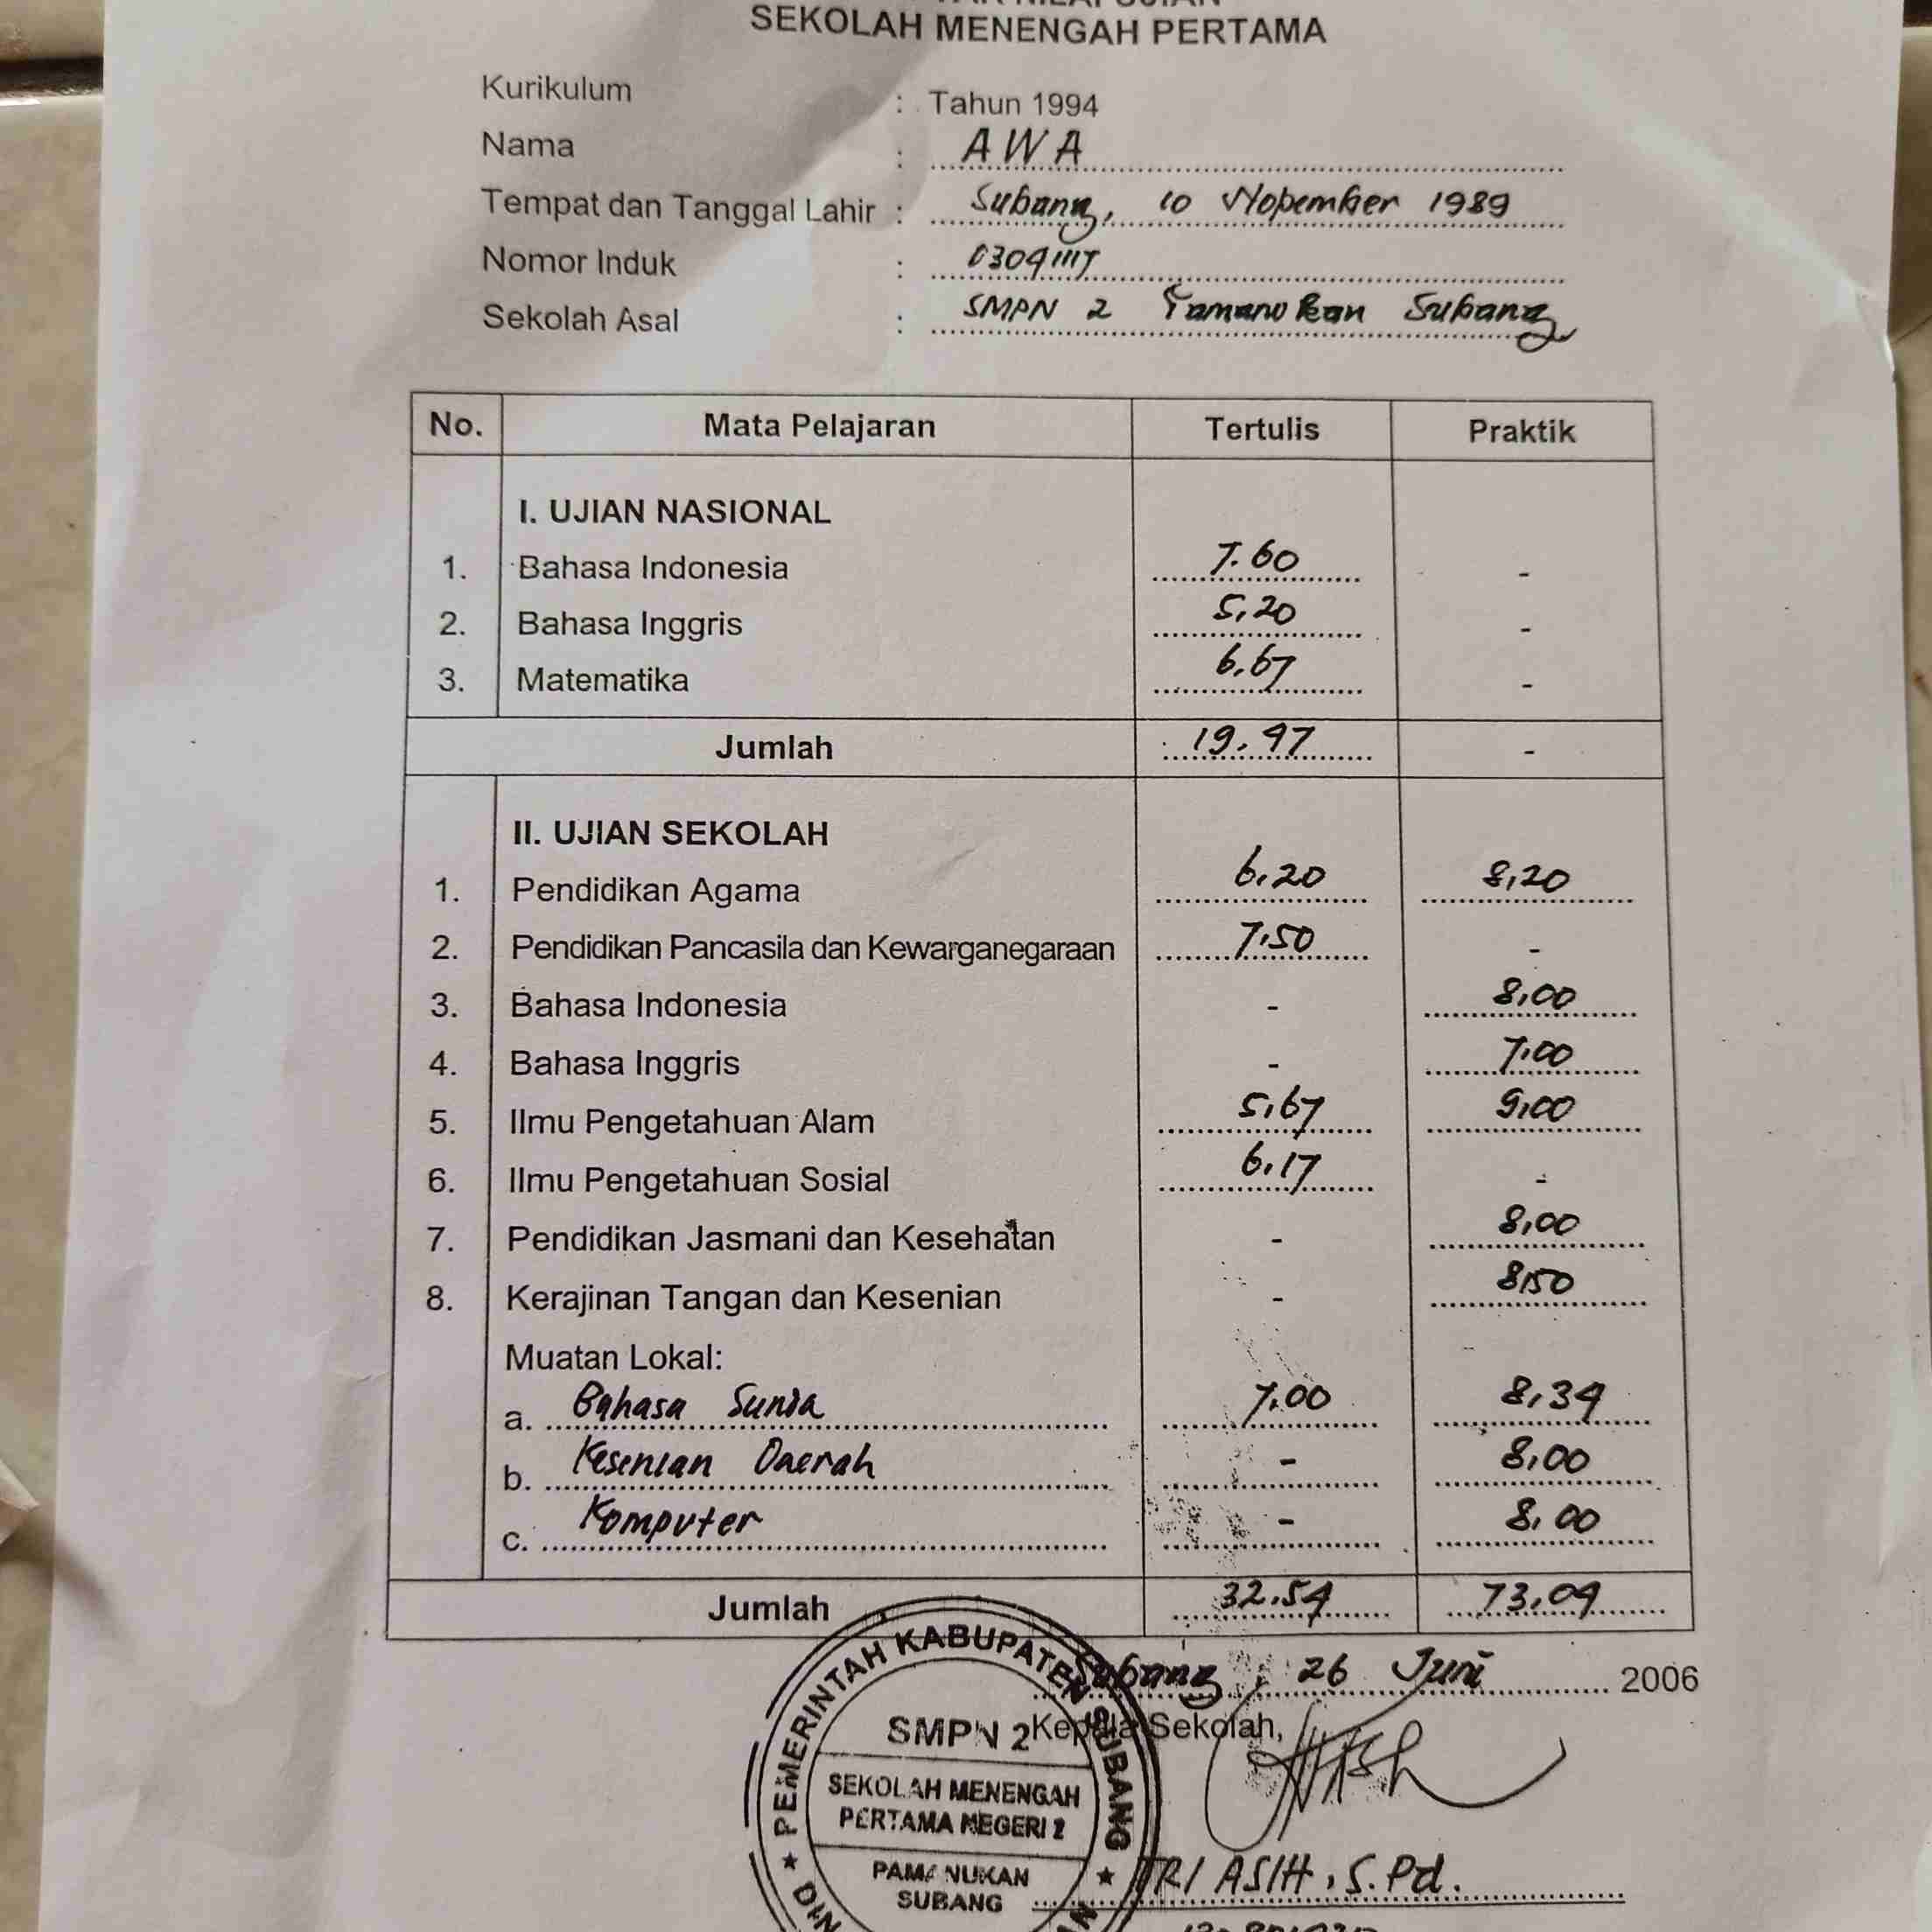 SEKOLAH MENENGAH PERTAMA
Kurikulum : Tahun 1994
Nama : AWA
Tempat dan Tanggal Lahir : Subang, 10 Nopember 1989
Nomor Induk :
Sekolah Asal : SMPN 2 Pamanukan Subang
No. Mata Pelajaran Tertulis Praktik
I. UJIAN NASIONAL
1. Bahasa Indonesia 7.60 -
2. Bahasa Inggris 5,20 -
3. Matematika 6.67 -
Jumlah 19.97 -
II. UJIAN SEKOLAH
1. Pendidikan Agama 6,20 8,20
2. Pendidikan Pancasila dan Kewarganegaraan 7,50 -
3. Bahasa Indonesia - 8,00
4. Bahasa Inggris - 7,00
5. Ilmu Pengetahuan Alam 5,67 9,00
6. Ilmu Pengetahuan Sosial 6,17 -
7. Pendidikan Jasmani dan Kesehatan - 8,00
8. Kerajinan Tangan dan Kesenian - 8,50
Muatan Lokal:
a. Bahasa Sunda 7,00 8,34
b. Kesenian Daerah - 8,00
c. Komputer - 8,00
Jumlah 32.54 73,04
Subang, 26 Juni 2006
Kepala Sekolah,
PEMERINTAH KABUPATEN SUBANG
SMPN 2
SEKOLAH MENENGAH
PERTAMA NEGERI 2
PAMANUKAN
SUBANG
TRI ASIH, S.Pd.